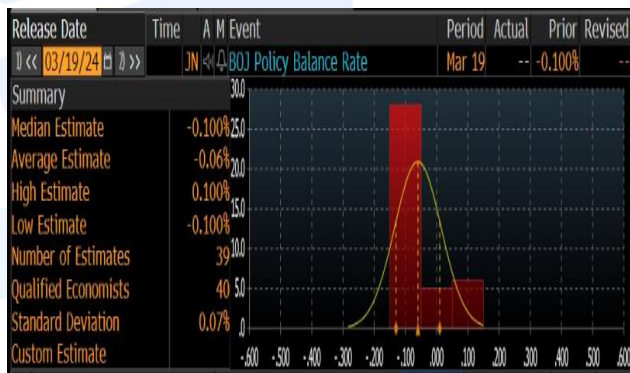 Release Date Time A M Event Period Actual Prior Revised
1) << 03/19/24 2) >> JN BOJ Policy Balance Rate Mar 19 -- -0.100% --
Summary
Median Estimate -0.100%
Average Estimate -0.06%
High Estimate 0.100%
Low Estimate -0.100%
Number of Estimates 39
Qualified Economists 40
Standard Deviation 0.07%
Custom Estimate
30.0
25.0
20.0
15.0
10.0
5.0
.0
-.600 -.500 -.400 -.300 -.200 -.100 .000 .100 .200 .300 .400 .500 .600